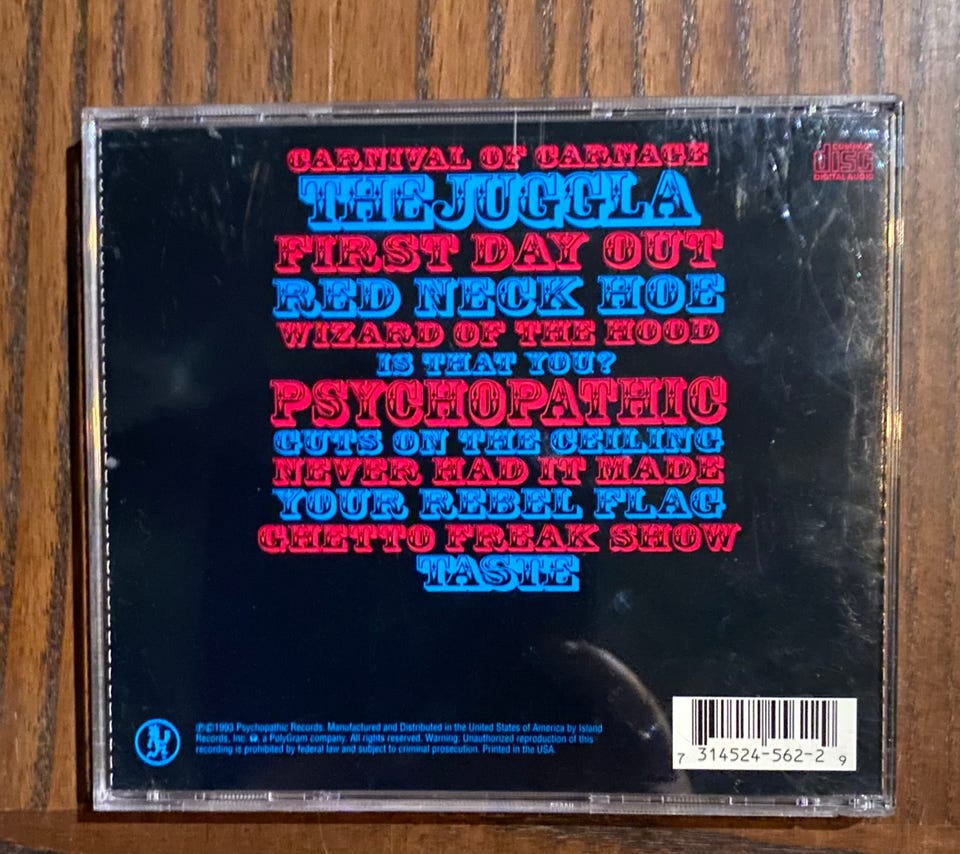 CARNIVAL OF CARNAGE
THE JUGGLA
FIRST DAY OUT
RED NECK HOE
WIZARD OF THE HOOD
IS THAT YOU?
PSYCHOPATHIC
GUTS ON THE CEILING
NEVER HAD IT MADE
YOUR REBEL FLAG
GHETTO FREAK SHOW
TASTE
COMPACT
disc
DIGITAL AUDIO
℗©1993 Psychopathic Records. Manufactured and Distributed in the United States of America by Island
Records, Inc. a PolyGram company. All rights reserved. Warning: Unauthorized reproduction of this
recording is prohibited by federal law and subject to criminal prosecution. Printed in the USA.
7 314524-562-2 9